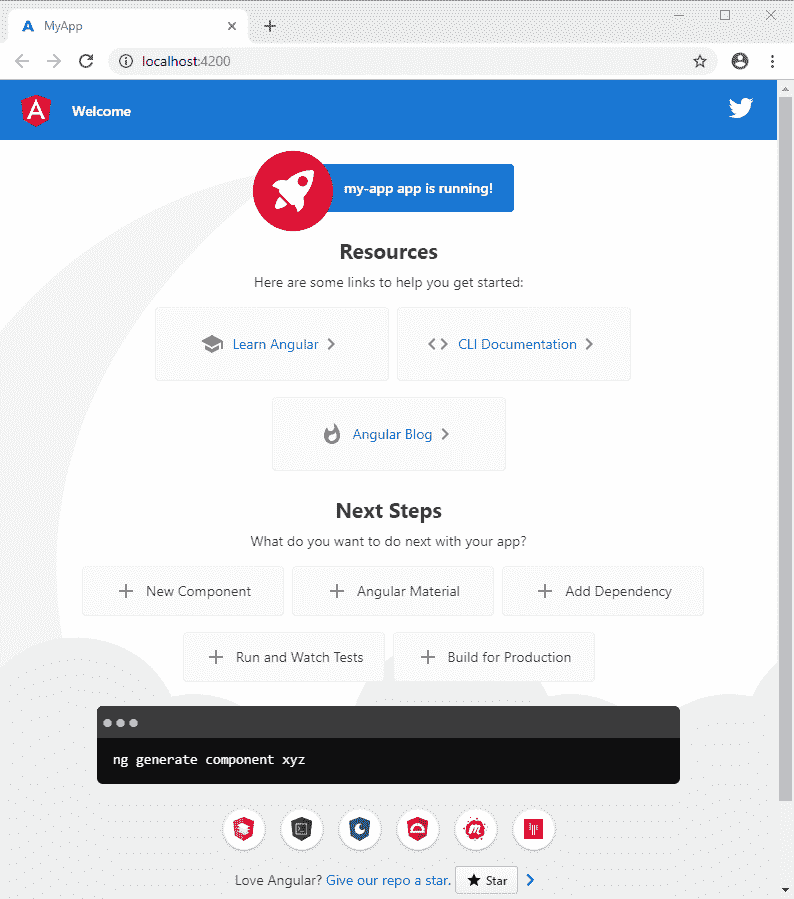 MyApp
localhost:4200
Welcome
my-app app is running!
Resources
Here are some links to help you get started:
Learn Angular
CLI Documentation
Angular Blog
Next Steps
What do you want to do next with your app?
New Component
Angular Material
Add Dependency
Run and Watch Tests
Build for Production
ng generate component xyz
Love Angular? Give our repo a star. Star